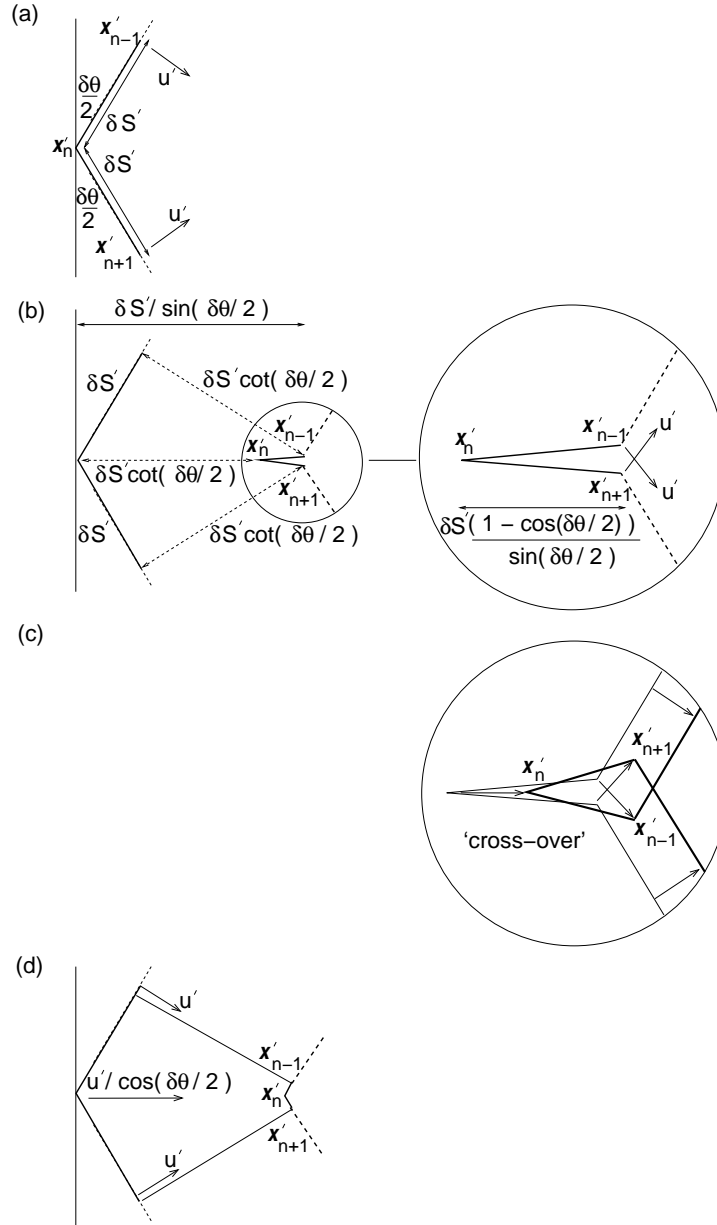 (a)
x′n−1
u′
δθ/2
δS′
x′n
δS′
δθ/2
u′
x′n+1
(b)
δS′/ sin( δθ/ 2 )
δS′
δS′cot( δθ/ 2 )
x′n−1
x′n
δS′cot( δθ/ 2 )
x′n+1
δS′
δS′cot( δθ/ 2 )
x′n
x′n−1
u′
x′n+1
u′
δS′( 1 − cos(δθ/ 2 ) )
sin( δθ/ 2 )
(c)
x′n
x′n+1
x′n−1
‘cross−over’
(d)
u′
x′n−1
u′/ cos( δθ/ 2 )
x′n
x′n+1
u′